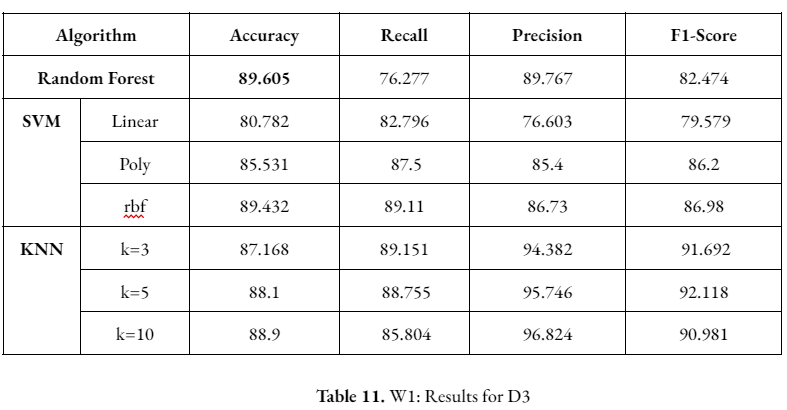 Algorithm Accuracy Recall Precision F1-Score
Random Forest 89.605 76.277 89.767 82.474
SVM Linear 80.782 82.796 76.603 79.579
Poly 85.531 87.5 85.4 86.2
rbf 89.432 89.11 86.73 86.98
KNN k=3 87.168 89.151 94.382 91.692
k=5 88.1 88.755 95.746 92.118
k=10 88.9 85.804 96.824 90.981
Table 11. W1: Results for D3